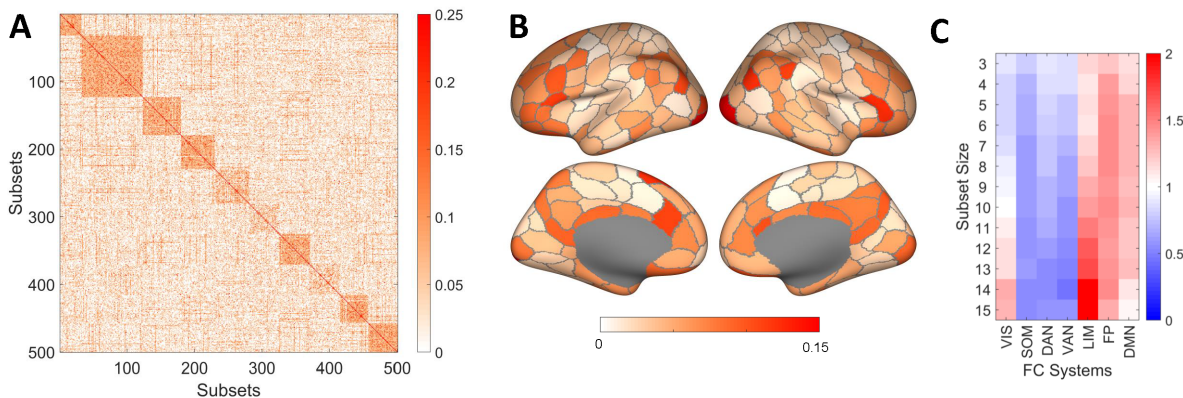 A
Subsets
100
200
300
400
500
100 200 300 400 500
Subsets
0.25
0.2
0.15
0.1
0.05
0
B
0
0.15
C
Subset Size
3
4
5
6
7
8
9
10
11
12
13
14
15
VIS
SOM
DAN
VAN
LIM
FP
DMN
FC Systems
2
1.5
1
0.5
0